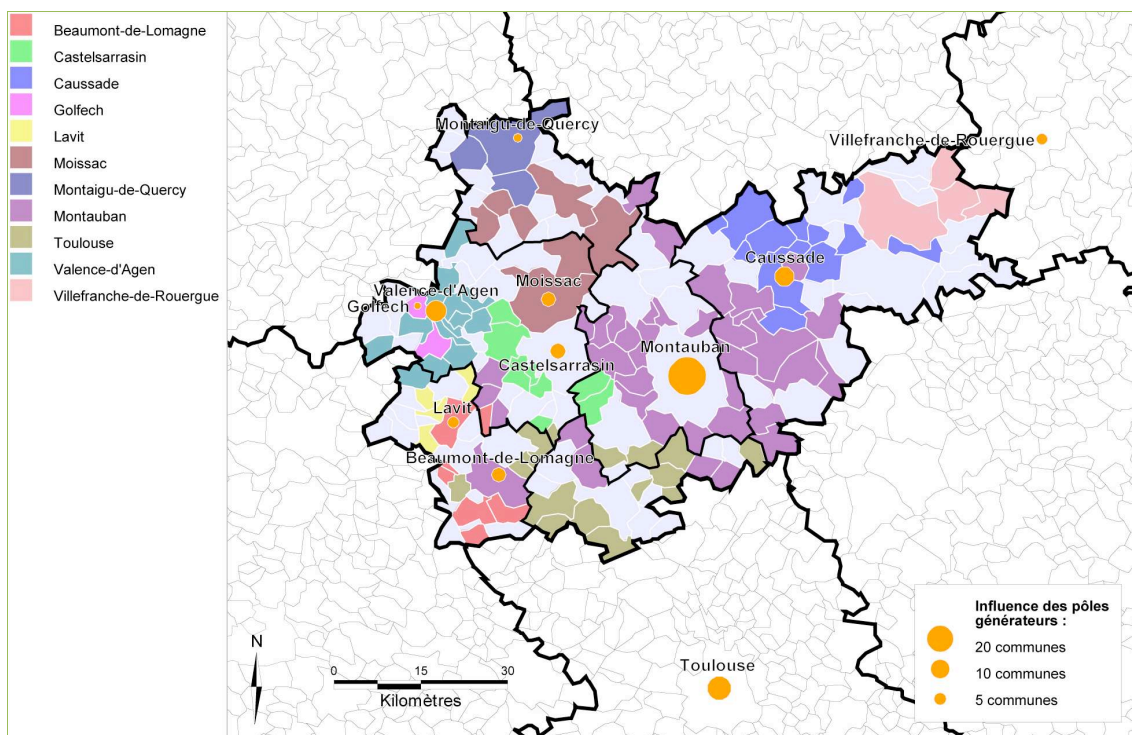 Beaumont-de-Lomagne
Castelsarrasin
Caussade
Golfech
Lavit
Moissac
Montaigu-de-Quercy
Montauban
Toulouse
Valence-d'Agen
Villefranche-de-Rouergue
Montaigu-de-Quercy
Villefranche-de-Rouergue
Caussade
Moissac
Valence-d'Agen
Golfech
Montauban
Castelsarrasin
Lavit
Beaumont-de-Lomagne
Toulouse
N
0 15 30
Kilomètres
Influence des pôles
générateurs :
20 communes
10 communes
5 communes